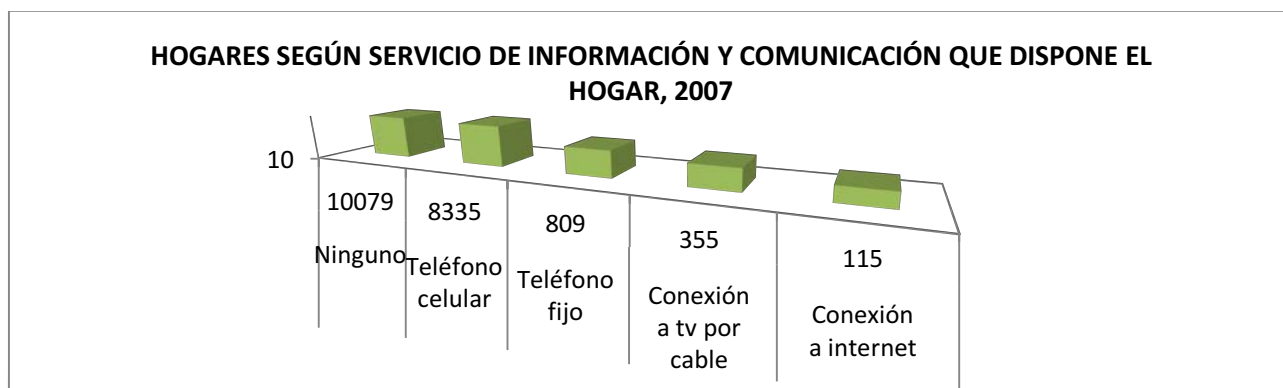 HOGARES SEGÚN SERVICIO DE INFORMACIÓN Y COMUNICACIÓN QUE DISPONE EL
HOGAR, 2007
10
10079
Ninguno
8335
Teléfono
celular
809
Teléfono
fijo
355
Conexión
a tv por
cable
115
Conexión
a internet